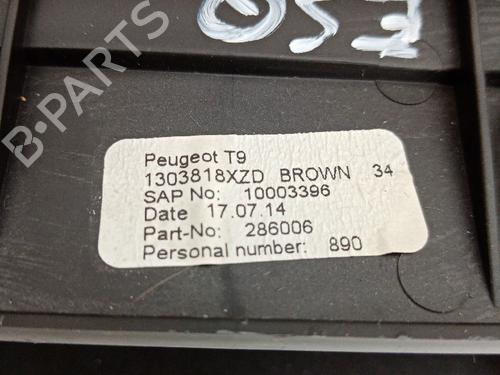 B-PARTS
Peugeot T9
1303818XZD BROWN 34
SAP No: 10003396
Date 17.07.14
Part-No: 286006
Personal number: 890